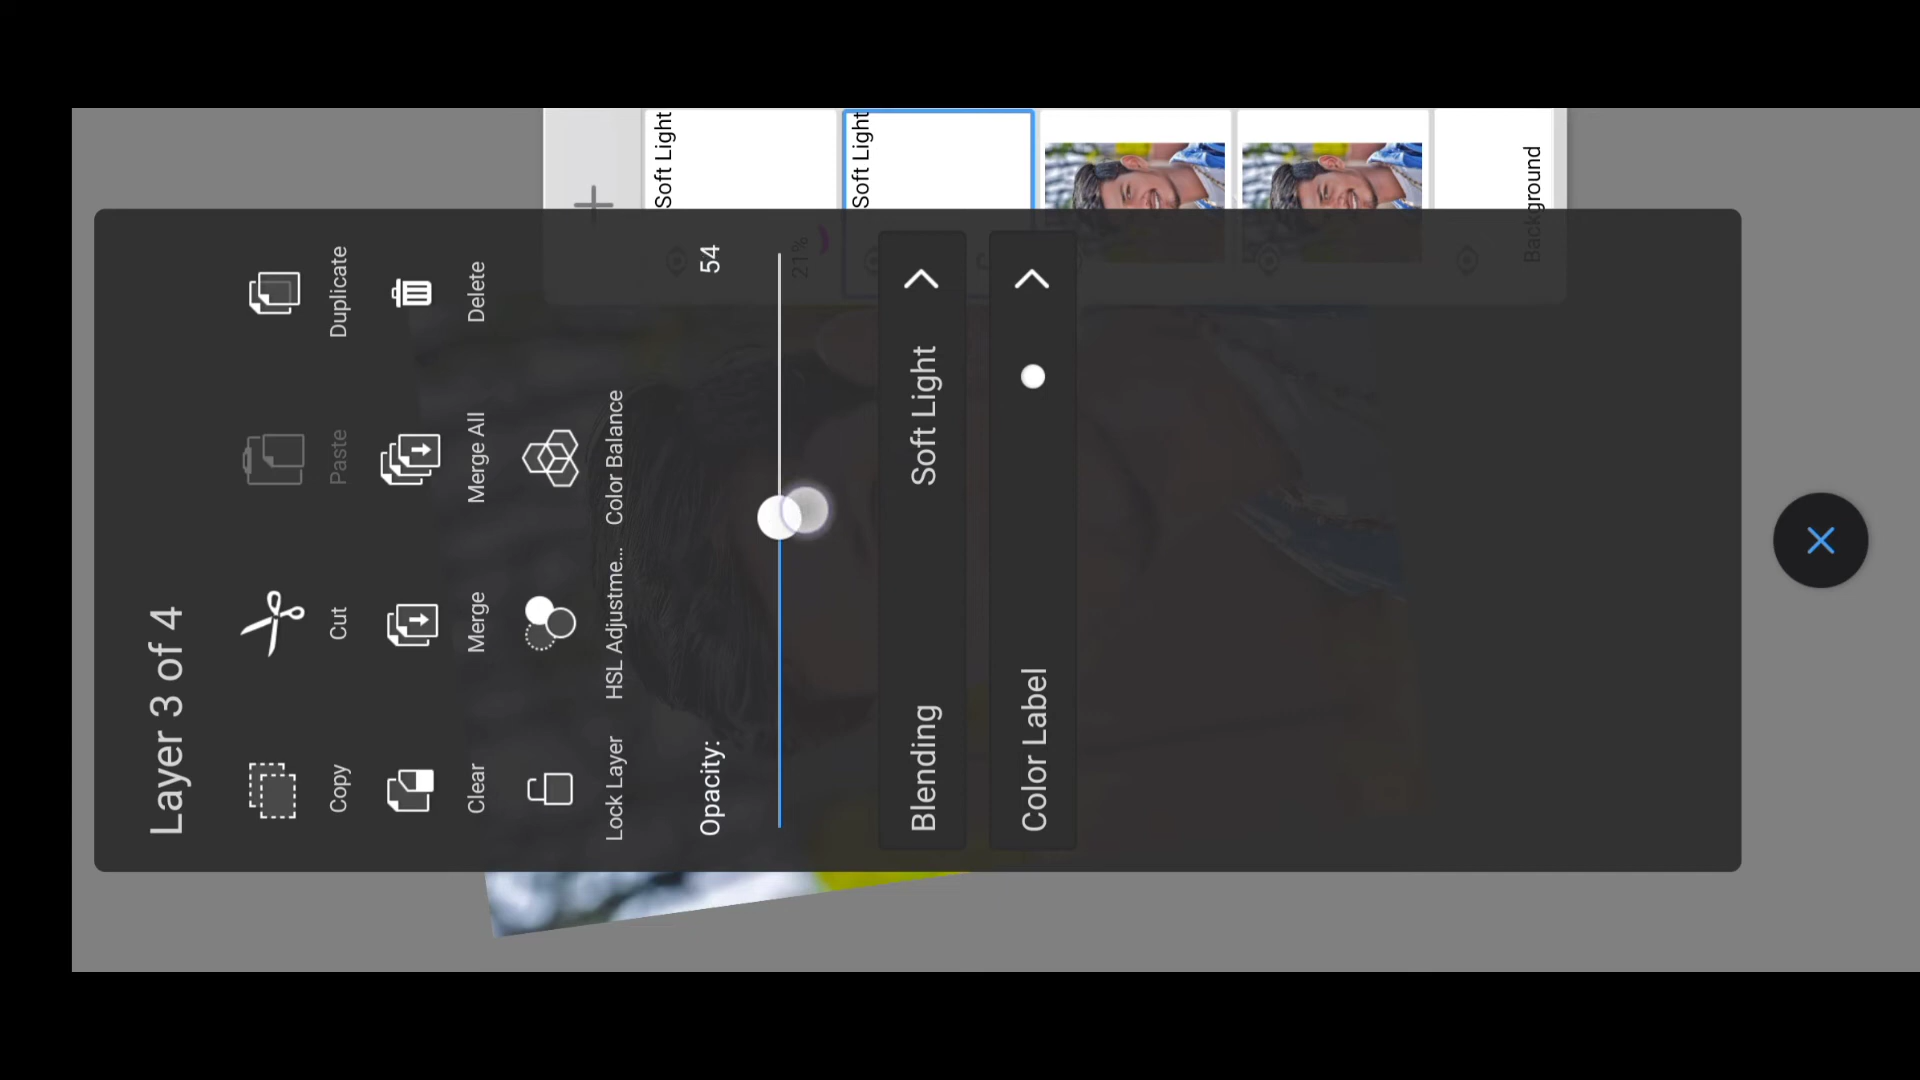 Layer 3 of 4
Copy
Cut
Paste
Duplicate
Clear
Merge
Merge All
Delete
Lock Layer
HSL Adjustme...
Color Balance
Opacity:
54
Blending
Soft Light
Color Label
Soft Light
21%
Soft Light
Background